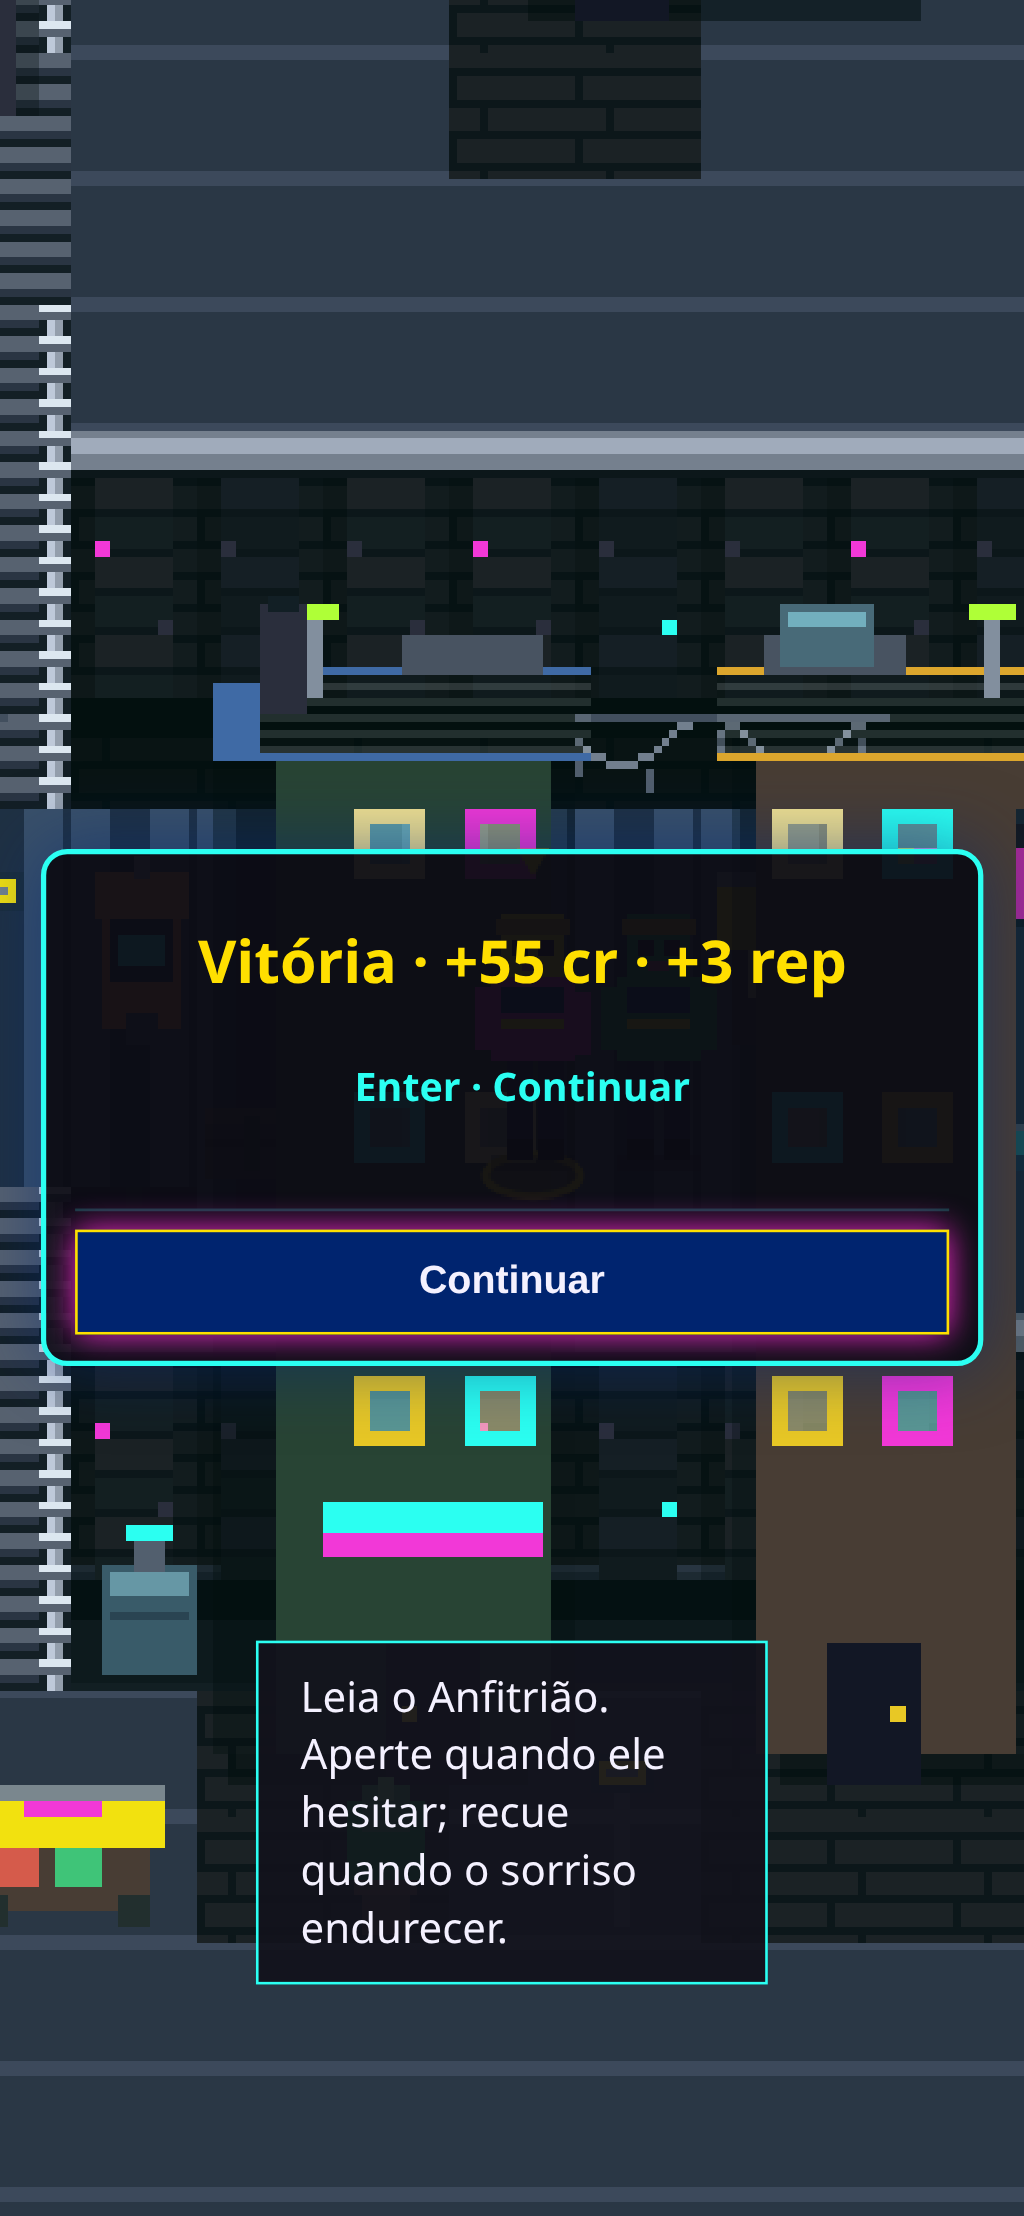 Vitória · +55 cr · +3 rep
Enter · Continuar
Continuar
Leia o Anfitrião.
Aperte quando ele
hesitar; recue
quando o sorriso
endurecer.